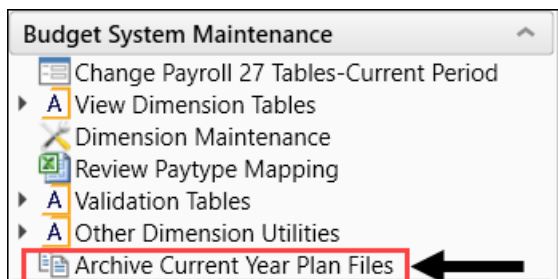 Budget System Maintenance
Change Payroll 27 Tables-Current Period
A View Dimension Tables
Dimension Maintenance
Review Paytype Mapping
A Validation Tables
A Other Dimension Utilities
Archive Current Year Plan Files